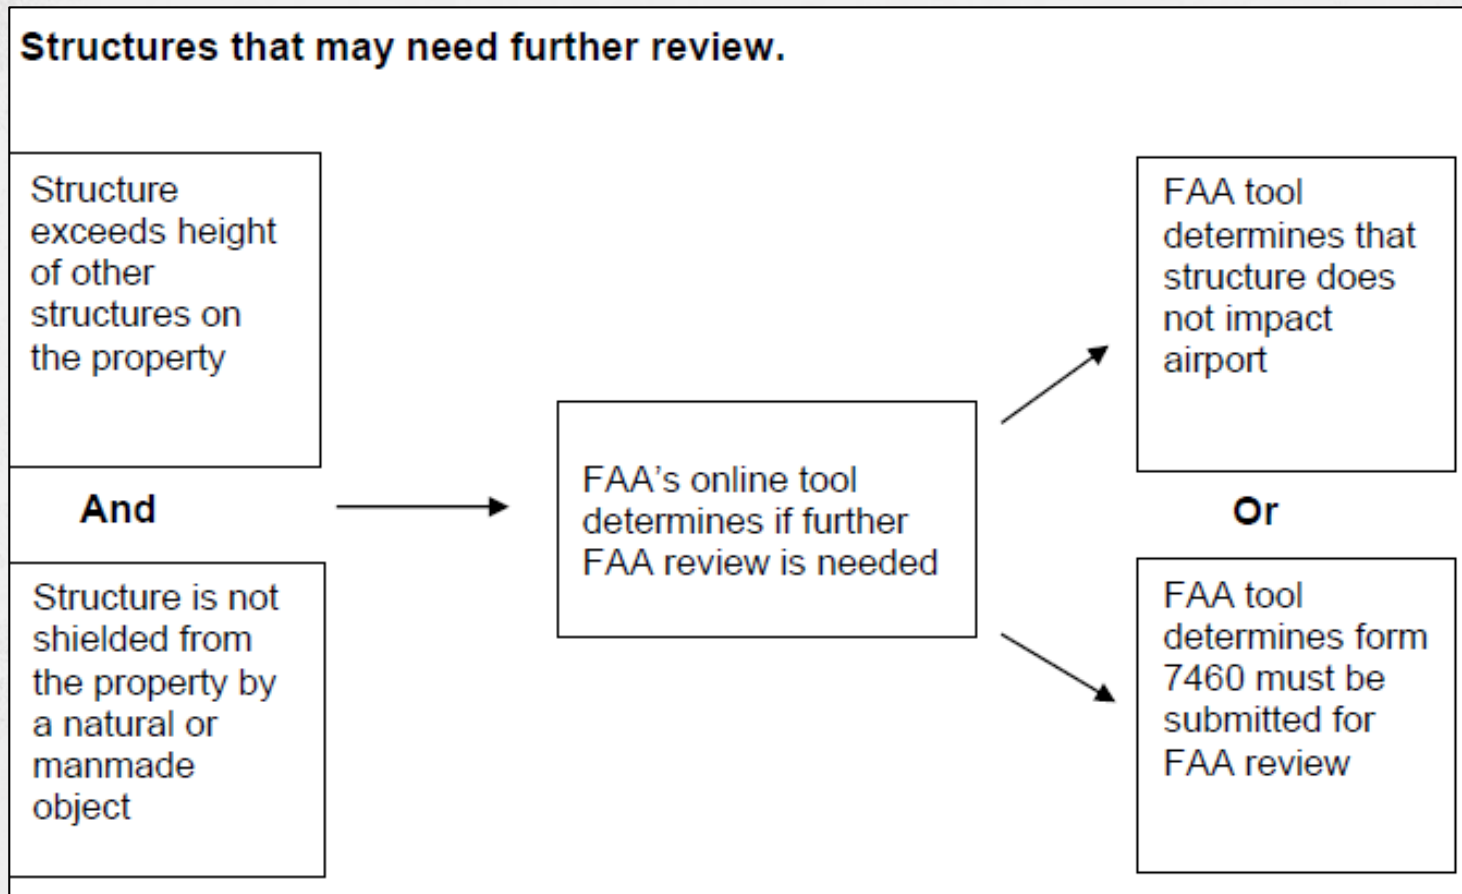 Structures that may need further review.
Structure
exceeds height
of other
structures on
the property
And
Structure is not
shielded from
the property by
a natural or
manmade
object
FAA's online tool
determines if further
FAA review is needed
FAA tool
determines that
structure does
not impact
airport
Or
FAA tool
determines form
7460 must be
submitted for
FAA review